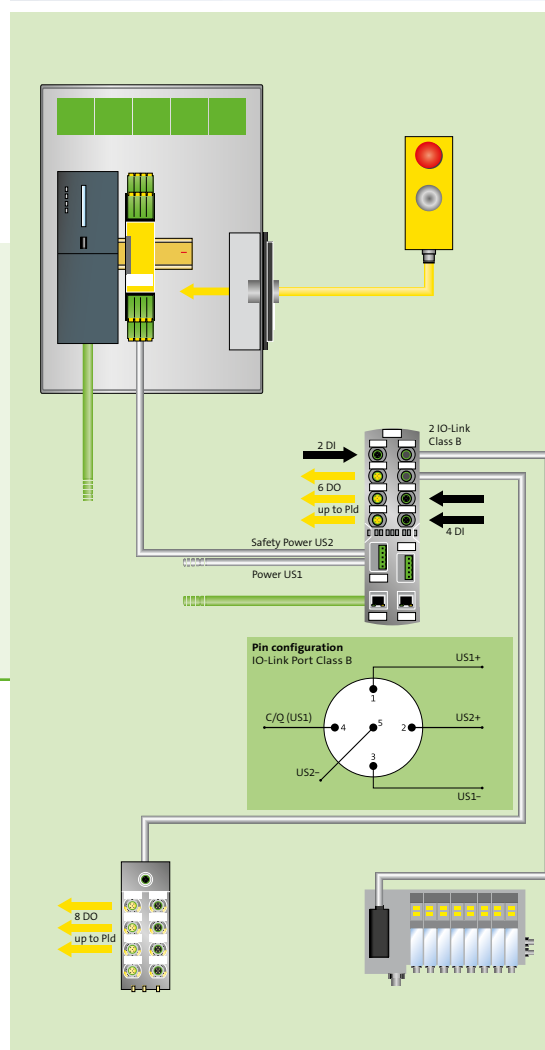 2 IO-Link
Class B
2 DI
6 DO
up to Pld
4 DI
Safety Power US2
Power US1
Pin configuration
IO-Link Port Class B
US1+
1
C/Q (US1)
4
5
2
US2+
3
US2–
US1–
8 DO
up to Pld